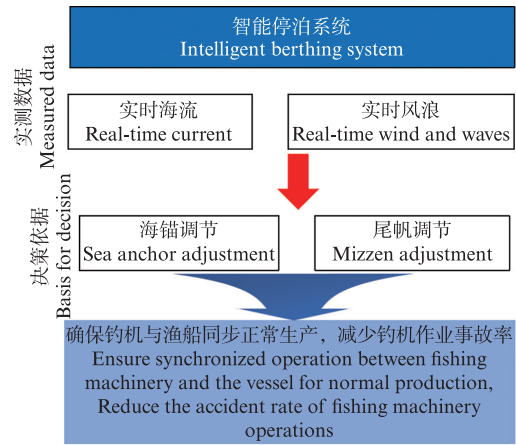 智能停泊系统
Intelligent berthing system
实测数据
Measured data
实时海流
Real-time current
实时风浪
Real-time wind and waves
决策依据
Basis for decision
海锚调节
Sea anchor adjustment
尾帆调节
Mizzen adjustment
确保钓机与渔船同步正常生产，减少钓机作业事故率
Ensure synchronized operation between fishing
machinery and the vessel for normal production,
Reduce the accident rate of fishing machinery
operations